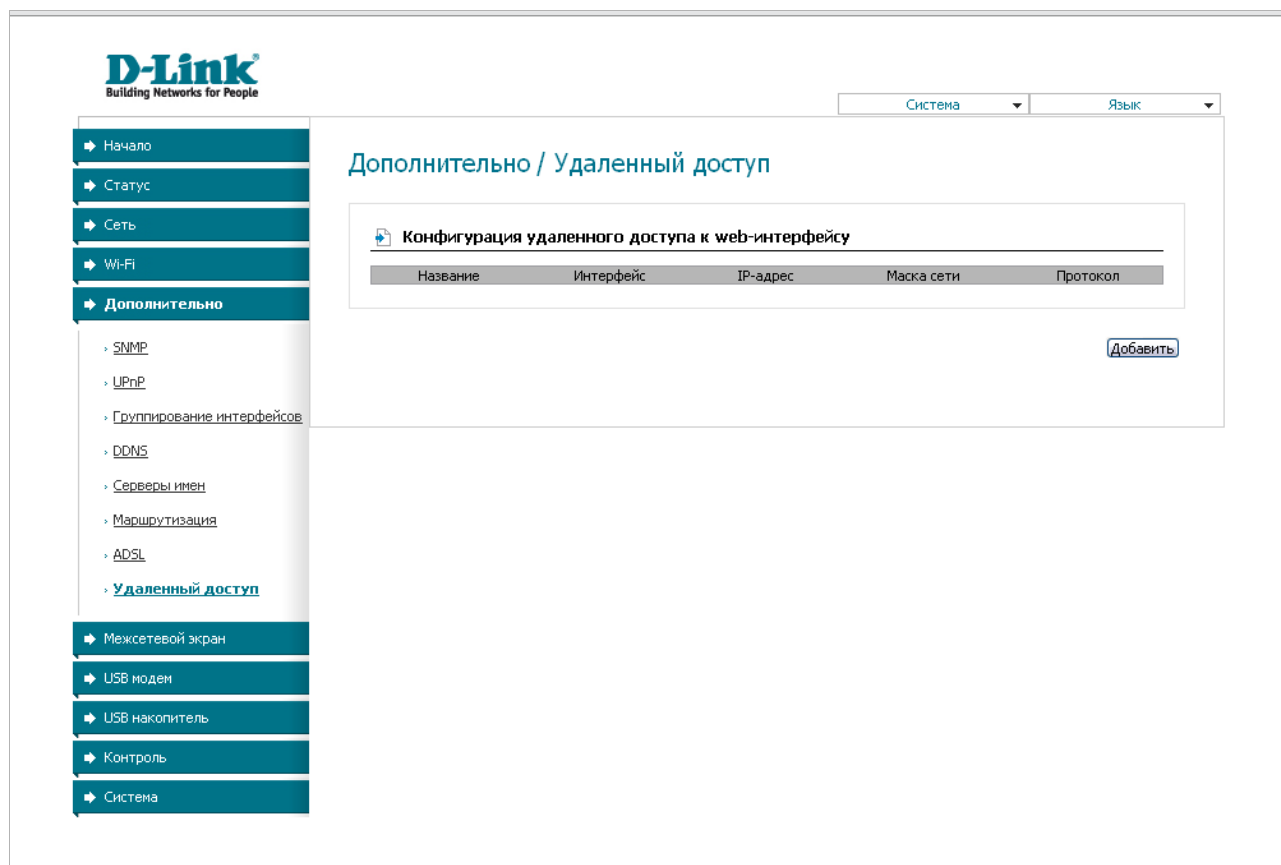 D-Link
Building Networks for People
Система
Язык
Начало
Статус
Сеть
Wi-Fi
Дополнительно
SNMP
UPnP
Группирование интерфейсов
DDNS
Серверы имен
Маршрутизация
ADSL
Удаленный доступ
Межсетевой экран
USB модем
USB накопитель
Контроль
Система
Дополнительно / Удаленный доступ
Конфигурация удаленного доступа к web-интерфейсу
Название Интерфейс IP-адрес Маска сети Протокол
Добавить